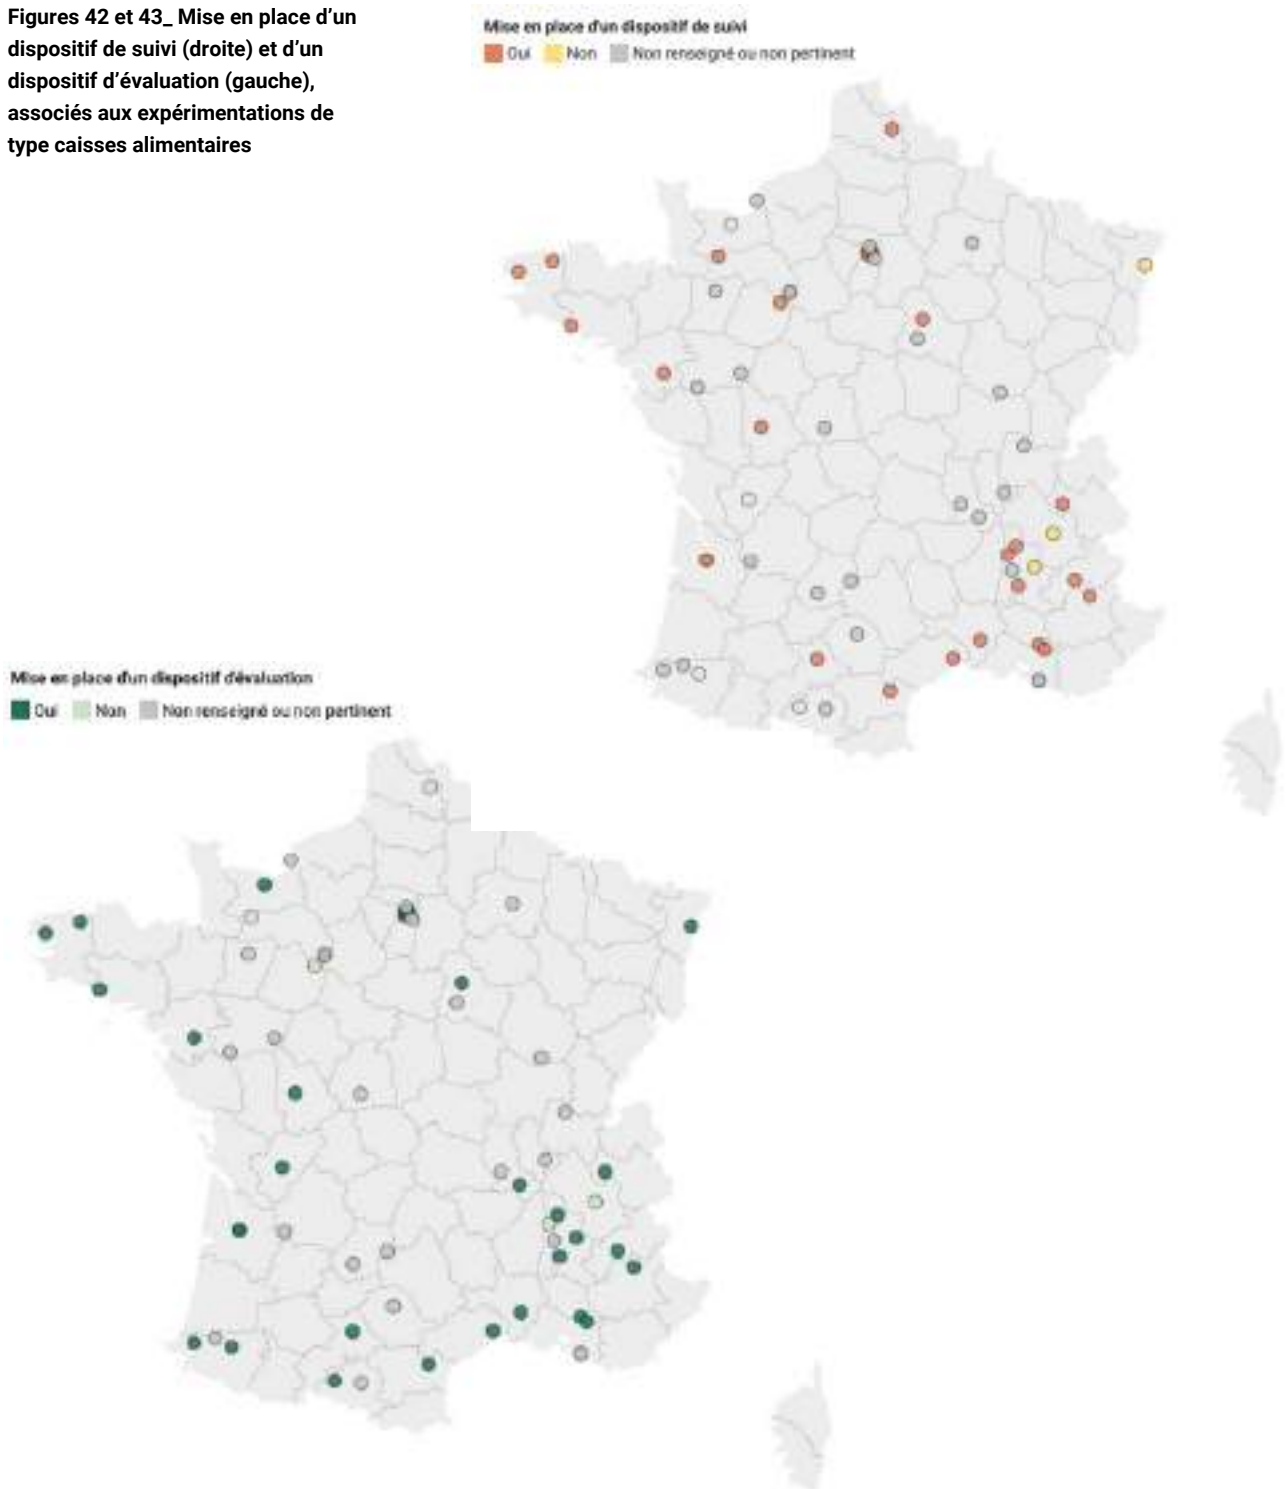 Figures 42 et 43_ Mise en place d’un
dispositif de suivi (droite) et d’un
dispositif d’évaluation (gauche),
associés aux expérimentations de
type caisses alimentaires
Mise en place d'un dispositif de suivi
Oui Non Non renseigné ou non pertinent
Mise en place d'un dispositif d'évaluation
Oui Non Non renseigné ou non pertinent